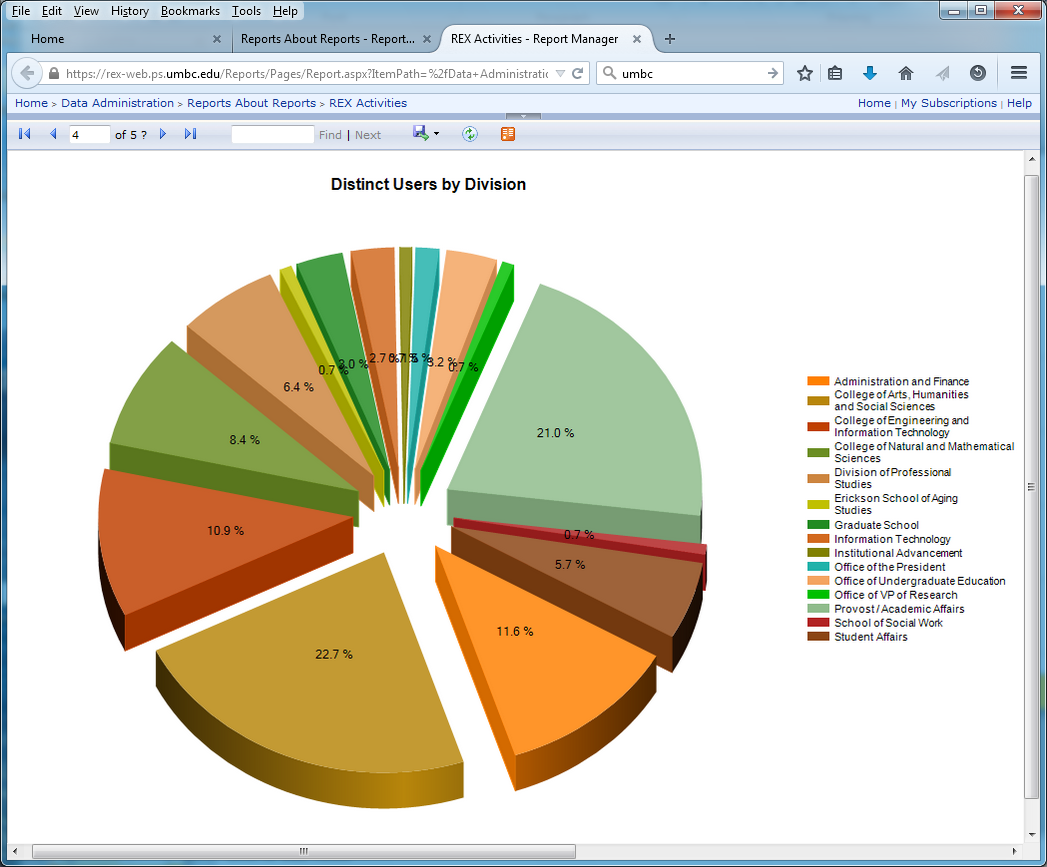 File Edit View History Bookmarks Tools Help
Home
Reports About Reports - Report...
REX Activities - Report Manager
https://rex-web.ps.umbc.edu/Reports/Pages/Report.aspx?ItemPath=%2fData+Administratio
umbc
Home > Data Administration > Reports About Reports > REX Activities
Home | My Subscriptions | Help
4 of 5 ? Find | Next
Distinct Users by Division
0.7 %
2.7 %
3.2 %
0.7 %
6.4 %
8.4 %
21.0 %
10.9 %
0.7 %
5.7 %
11.6 %
22.7 %
Administration and Finance
College of Arts, Humanities
and Social Sciences
College of Engineering and
Information Technology
College of Natural and Mathematical
Sciences
Division of Professional
Studies
Erickson School of Aging
Studies
Graduate School
Information Technology
Institutional Advancement
Office of the President
Office of Undergraduate Education
Office of VP of Research
Provost / Academic Affairs
School of Social Work
Student Affairs